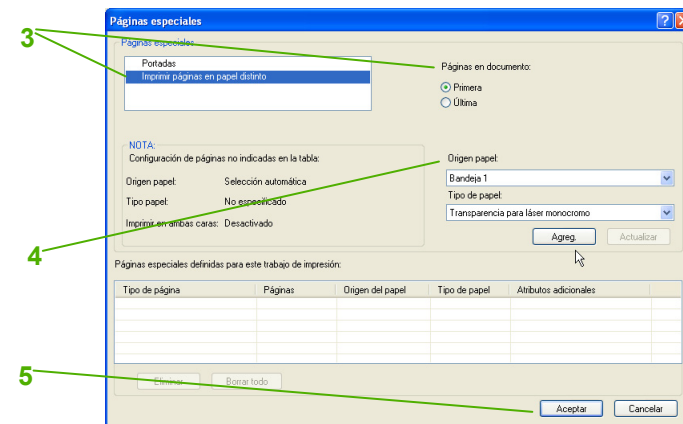 Páginas especiales
3
Páginas especiales
Portadas
Imprimir páginas en papel distinto
Páginas en documento:
Primera
Última
NOTA:
Configuración de páginas no indicadas en la tabla:
Origen papel: Selección automática
Tipo papel: No especificado
Imprimir en ambas caras: Desactivado
Origen papel:
Bandeja 1
Tipo de papel:
Transparencia para láser monocromo
Agreg. Actualizar
4
Páginas especiales definidas para este trabajo de impresión:
Tipo de página Páginas Origen del papel Tipo de papel Atributos adicionales
5
Eliminar Borrar todo
Aceptar Cancelar